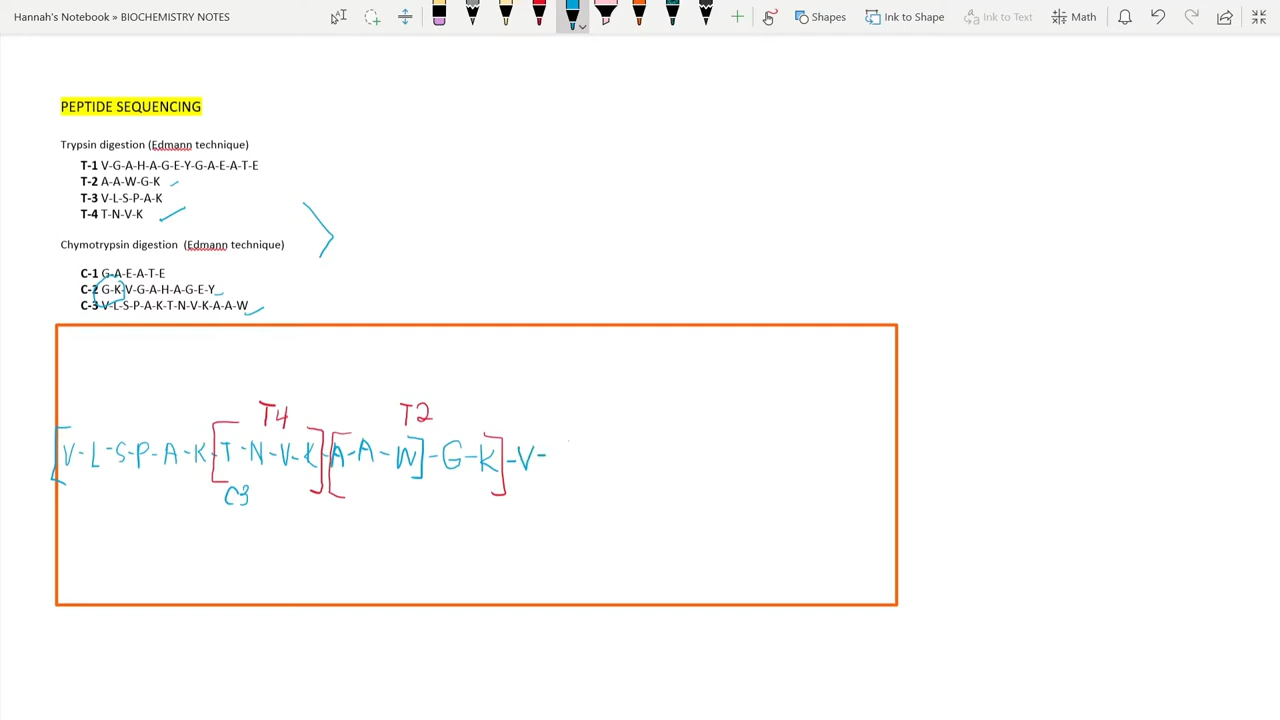 Hannah's Notebook » BIOCHEMISTRY NOTES
Shapes
Ink to Shape
Ink to Text
Math
PEPTIDE SEQUENCING
Trypsin digestion (Edmann technique)
T-1 V-G-A-H-A-G-E-Y-G-A-E-A-T-E
T-2 A-A-W-G-K
T-3 V-L-S-P-A-K
T-4 T-N-V-K
Chymotrypsin digestion (Edmann technique)
C-1 G-A-E-A-T-E
C-2 G-K-V-G-A-H-A-G-E-Y
C-3 V-L-S-P-A-K-T-N-V-K-A-A-W
T4 T2
[V-L-S-P-A-K-[T-N-V-K]-[A-A-W]-G-K]-V-
C3